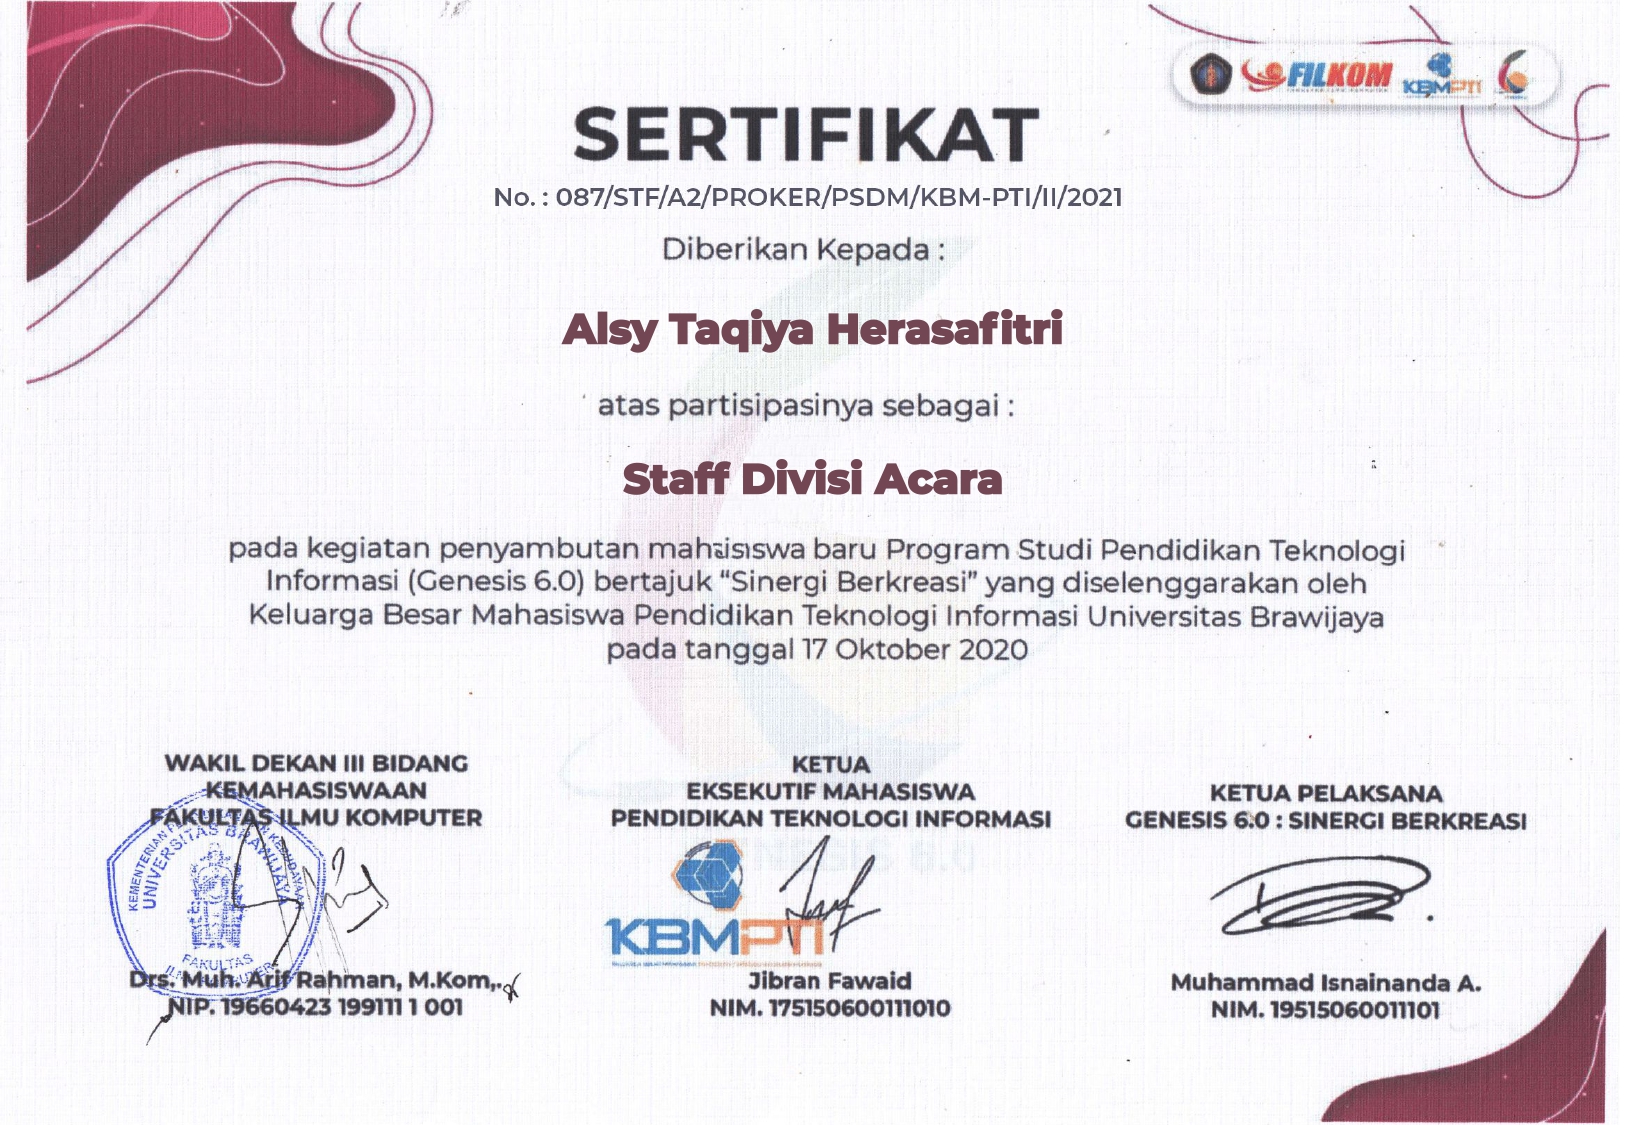 FILKOM
KBMPTI
SERTIFIKAT
No. : 087/STF/A2/PROKER/PSDM/KBM-PTI/II/2021
Diberikan Kepada :
Alsy Taqiya Herasafitri
atas partisipasinya sebagai :
Staff Divisi Acara
pada kegiatan penyambutan mahasiswa baru Program Studi Pendidikan Teknologi
Informasi (Genesis 6.0) bertajuk “Sinergi Berkreasi” yang diselenggarakan oleh
Keluarga Besar Mahasiswa Pendidikan Teknologi Informasi Universitas Brawijaya
pada tanggal 17 Oktober 2020
WAKIL DEKAN III BIDANG
KEMAHASISWAAN
FAKULTAS ILMU KOMPUTER
KEMENTERIAN PENDIDIKAN DAN KEBUDAYAAN
UNIVERSITAS BRAWIJAYA
FAKULTAS
ILMU KOMPUTER
Drs. Muh. Arif Rahman, M.Kom,.
NIP. 19660423 199111 1 001
KETUA
EKSEKUTIF MAHASISWA
PENDIDIKAN TEKNOLOGI INFORMASI
KBMPTI
Jibran Fawaid
NIM. 175150600111010
KETUA PELAKSANA
GENESIS 6.0 : SINERGI BERKREASI
Muhammad Isnainanda A.
NIM. 19515060011101